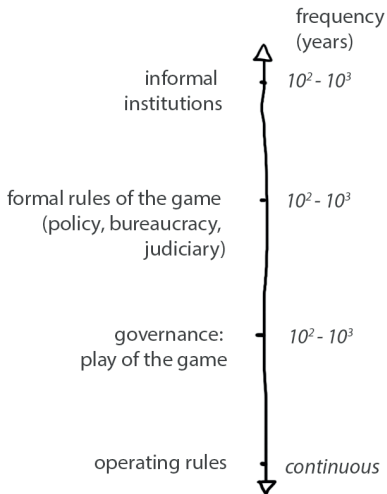 frequency
(years)
informal
institutions
10² - 10³
formal rules of the game
(policy, bureaucracy,
judiciary)
10² - 10³
governance:
play of the game
10² - 10³
operating rules
continuous